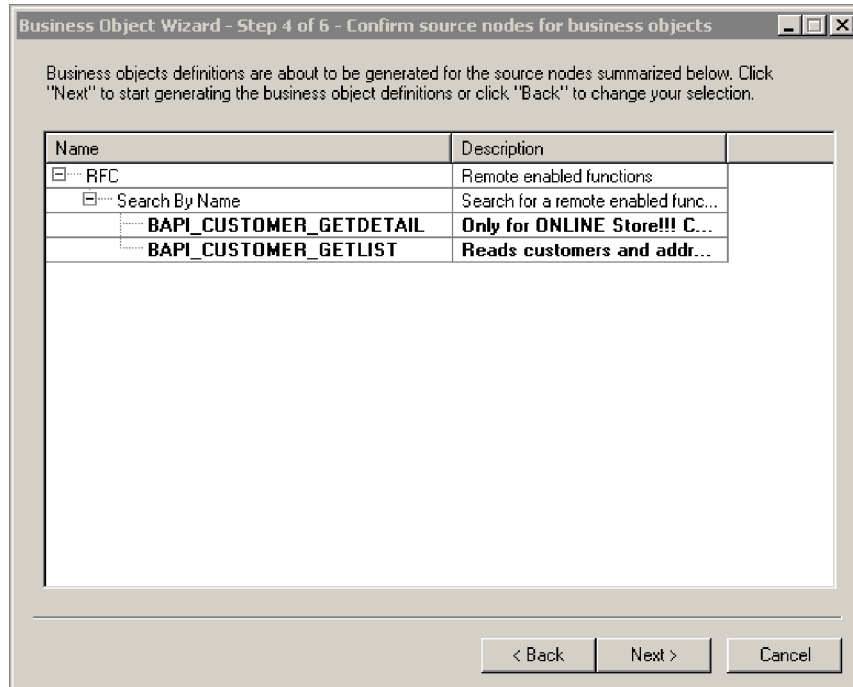 Business Object Wizard - Step 4 of 6 - Confirm source nodes for business objects
Business objects definitions are about to be generated for the source nodes summarized below. Click
"Next" to start generating the business object definitions or click "Back" to change your selection.
Name Description
RFC Remote enabled functions
Search By Name Search for a remote enabled func...
BAPI_CUSTOMER_GETDETAIL Only for ONLINE Store!!! C...
BAPI_CUSTOMER_GETLIST Reads customers and addr...
< Back Next > Cancel